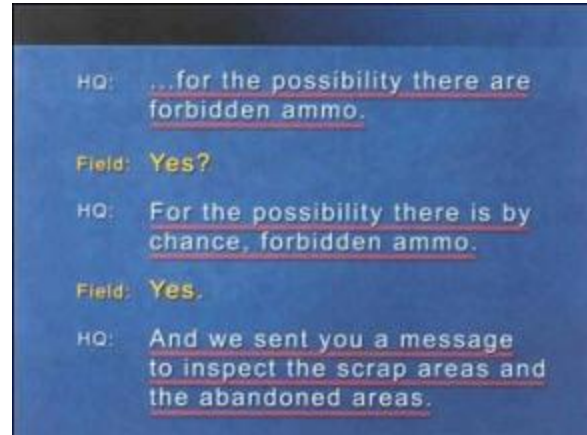 HQ: ...for the possibility there are
forbidden ammo.
Field: Yes?
HQ: For the possibility there is by
chance, forbidden ammo.
Field: Yes.
HQ: And we sent you a message
to inspect the scrap areas and
the abandoned areas.